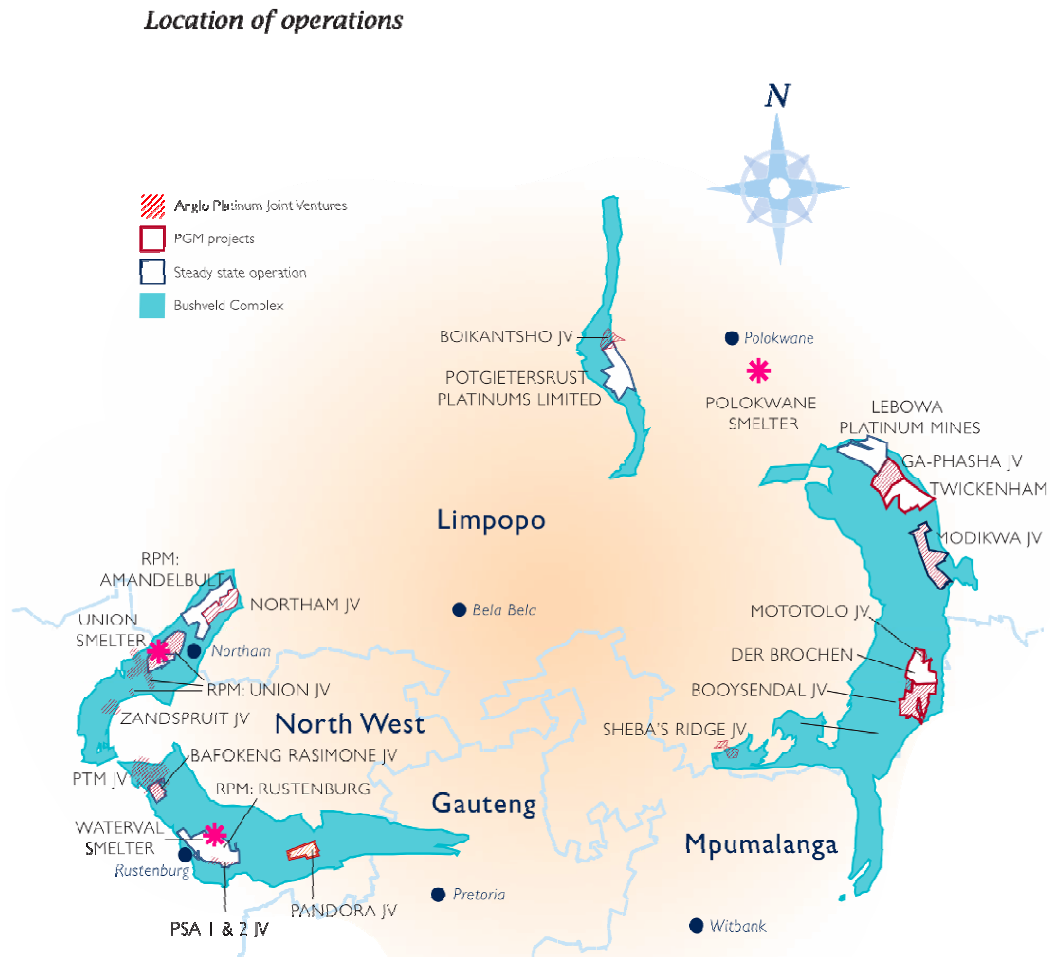 Location of operations
N
Anglo Platinum Joint Ventures
PGM projects
Steady state operation
Bushveld Complex
BOIKANTSHO JV
Polokwane
POTGIETERSRUST
PLATINUMS LIMITED
POLOKWANE
SMELTER
LEBOWA
PLATINUM MINES
GA-PHASHA JV
TWICKENHAM
Limpopo
MODIKWA JV
RPM:
AMANDELBULT
NORTHAM JV
Bela Bela
MOTOTOLO JV
UNION
SMELTER
Northam
DER BROCHEN
RPM: UNION JV
BOOYSENDAL JV
ZANDSPRUIT JV
North West
SHEBA'S RIDGE JV
BAFOKENG RASIMONE JV
PTM JV
RPM: RUSTENBURG
Gauteng
WATERVAL
SMELTER
Mpumalanga
Rustenburg
Pretoria
PANDORA JV
PSA 1 & 2 JV
Witbank